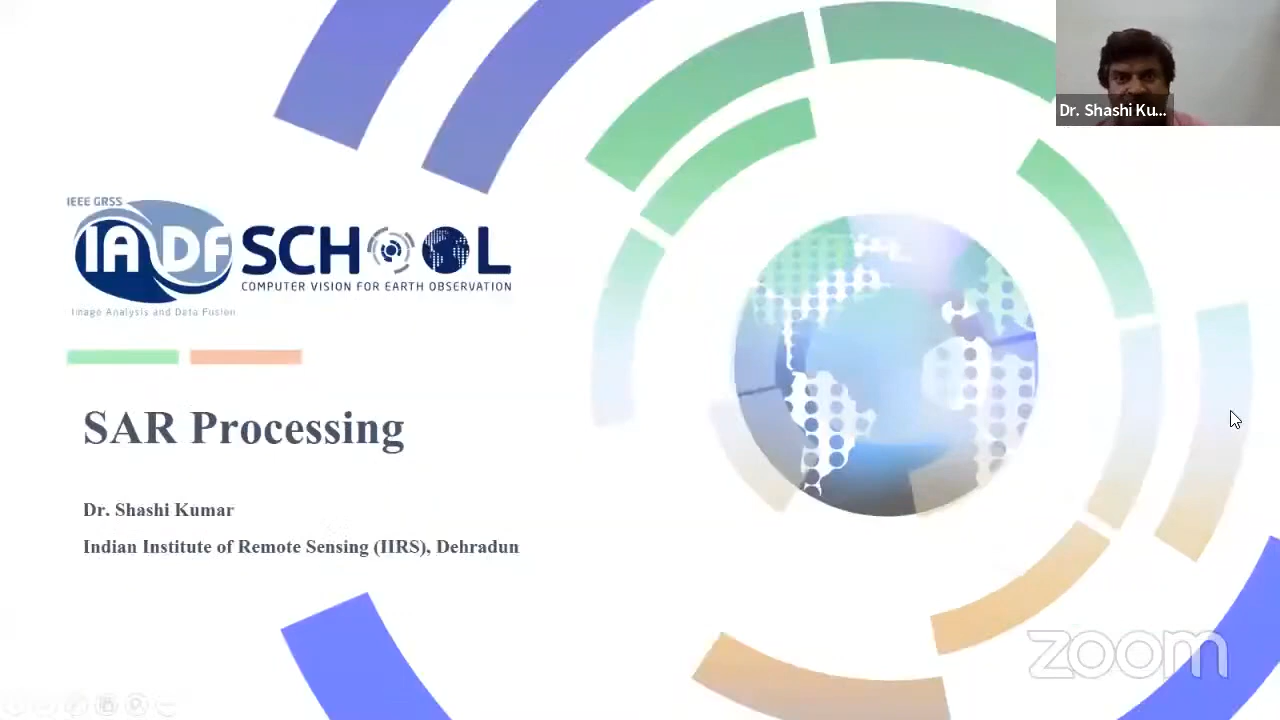 Dr. Shashi Ku...
IEEE GRSS
IADF SCHOOL
COMPUTER VISION FOR EARTH OBSERVATION
Image Analysis and Data Fusion
SAR Processing
Dr. Shashi Kumar
Indian Institute of Remote Sensing (IIRS), Dehradun
zoom